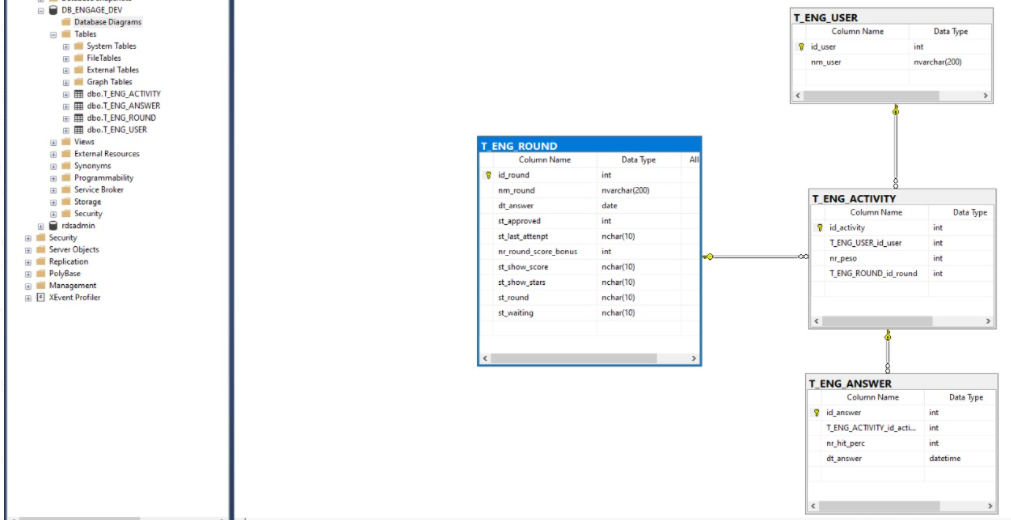 DB_ENGAGE_DEV
Database Diagrams
Tables
System Tables
FileTables
External Tables
Graph Tables
dbo.T_ENG_ACTIVITY
dbo.T_ENG_ANSWER
dbo.T_ENG_ROUND
dbo.T_ENG_USER
Views
External Resources
Synonyms
Programmability
Service Broker
Storage
Security
rdsadmin
Security
Server Objects
Replication
PolyBase
Management
XEvent Profiler
T_ENG_USER
Column Name Data Type
id_user int
nm_user nvarchar(200)
T_ENG_ROUND
Column Name Data Type All
id_round int
nm_round nvarchar(200)
dt_answer date
st_approved int
st_last_attenpt nchar(10)
nr_round_score_bonus int
st_show_score nchar(10)
st_show_stars nchar(10)
st_round nchar(10)
st_waiting nchar(10)
T_ENG_ACTIVITY
Column Name Data Type
id_activity int
T_ENG_USER_id_user int
nr_peso int
T_ENG_ROUND_id_round int
T_ENG_ANSWER
Column Name Data Type
id_answer int
T_ENG_ACTIVITY_id_acti... int
nr_hit_perc int
dt_answer datetime